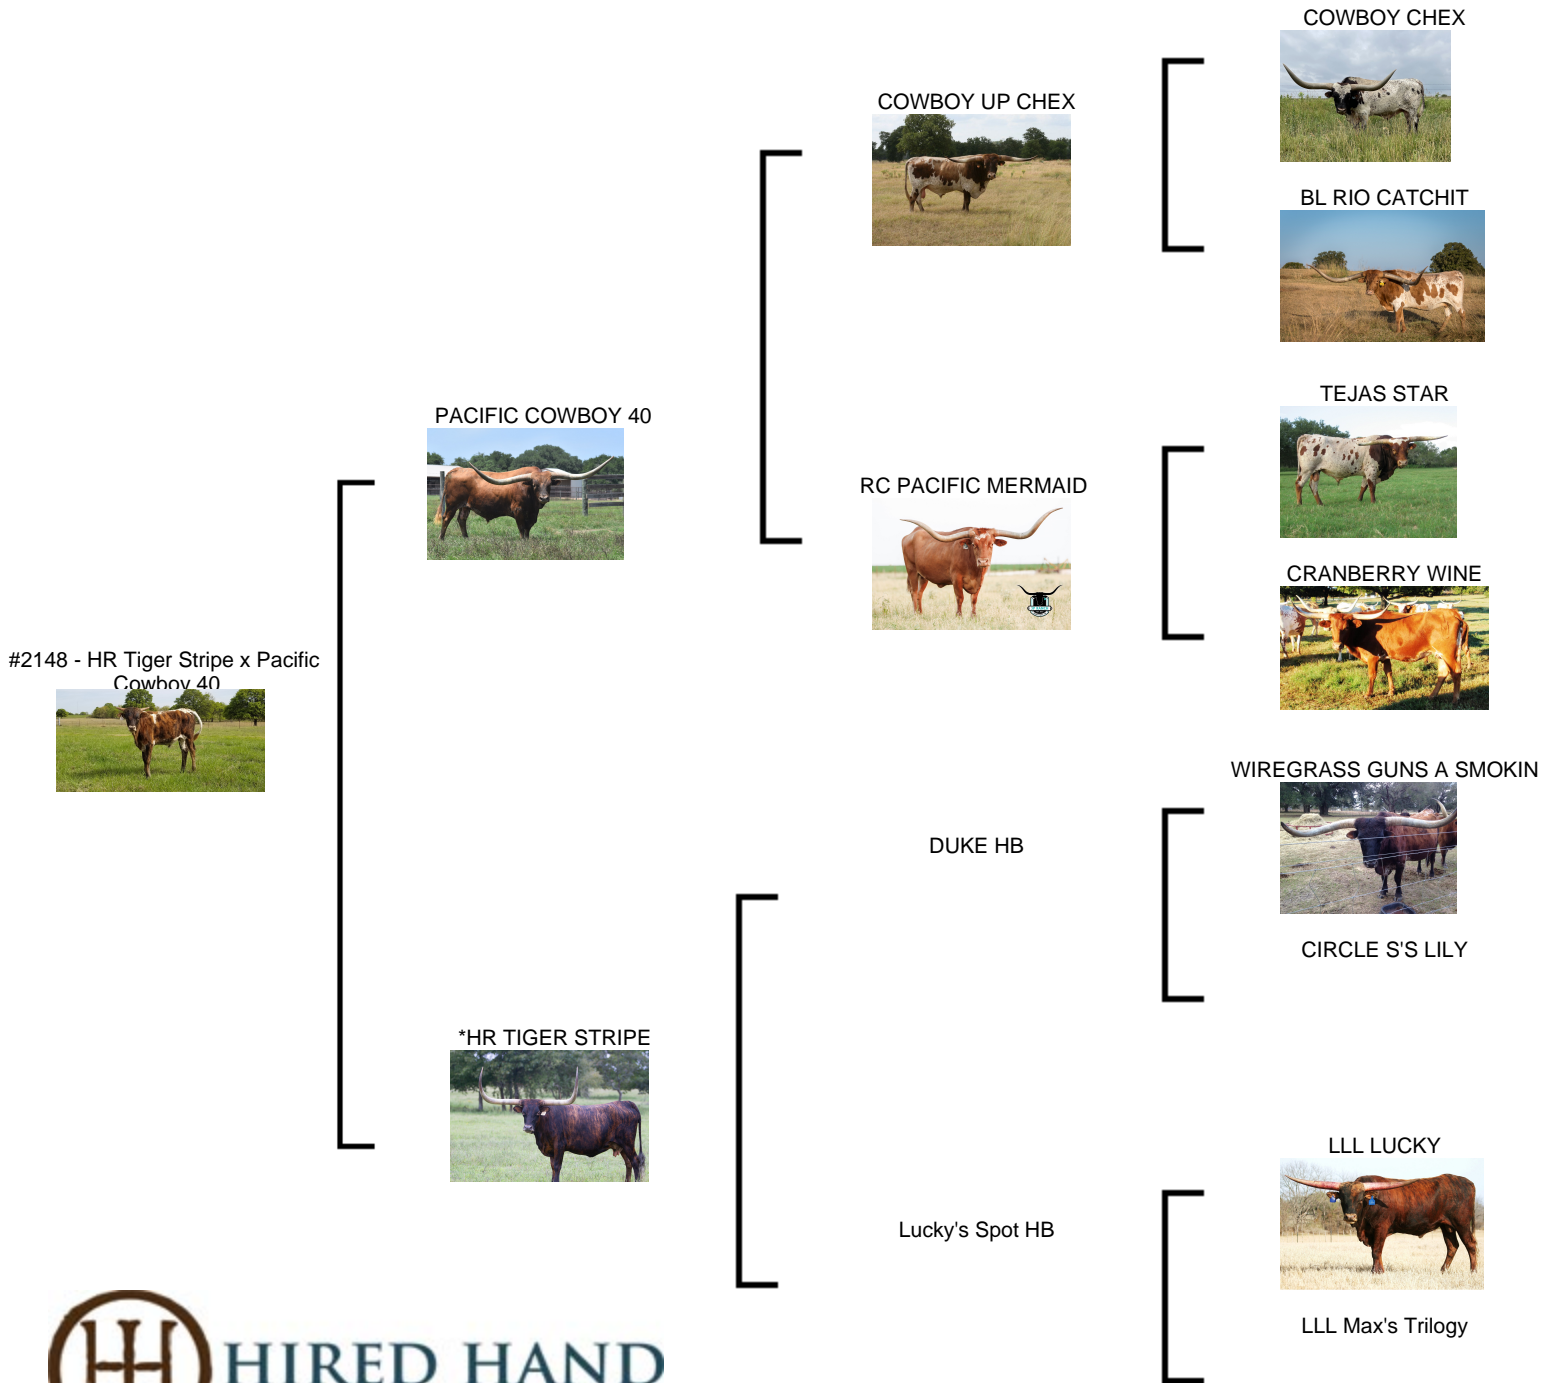 COWBOY CHEX
COWBOY UP CHEX
BL RIO CATCHIT
PACIFIC COWBOY 40
TEJAS STAR
RC PACIFIC MERMAID
CRANBERRY WINE
#2148 - HR Tiger Stripe x Pacific
Cowboy 40
WIREGRASS GUNS A SMOKIN
DUKE HB
CIRCLE S'S LILY
*HR TIGER STRIPE
LLL LUCKY
Lucky's Spot HB
LLL Max's Trilogy
HIRED HAND